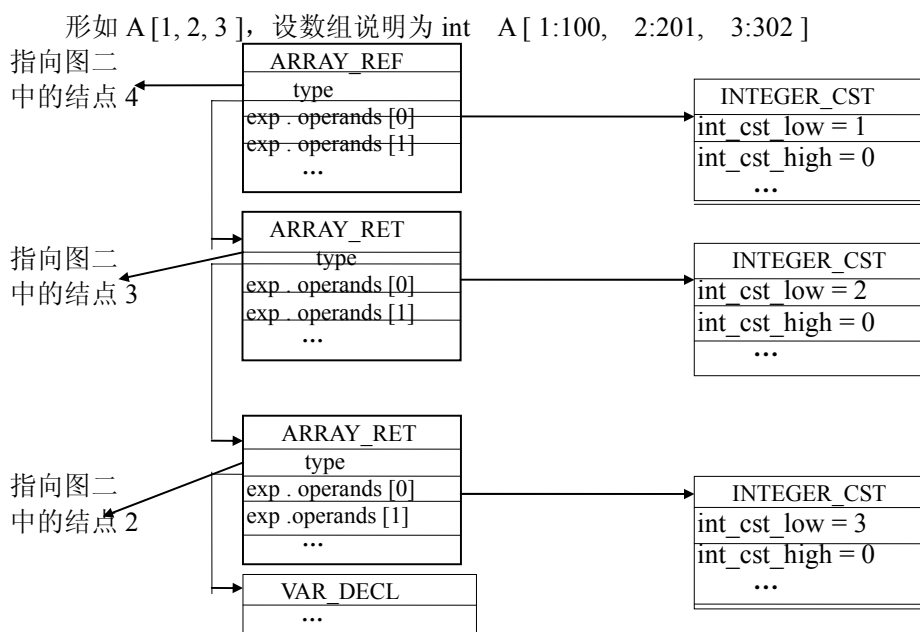 形如 A [1, 2, 3 ]，设数组说明为 int A [ 1:100, 2:201, 3:302 ]
指向图二
中的结点 4
ARRAY_REF
type
exp . operands [0]
exp . operands [1]
...
INTEGER_CST
int_cst_low = 1
int_cst_high = 0
...
指向图二
中的结点 3
ARRAY_RET
type
exp . operands [0]
exp . operands [1]
...
INTEGER_CST
int_cst_low = 2
int_cst_high = 0
...
指向图二
中的结点 2
ARRAY_RET
type
exp . operands [0]
exp .operands [1]
...
INTEGER_CST
int_cst_low = 3
int_cst_high = 0
...
VAR_DECL
...